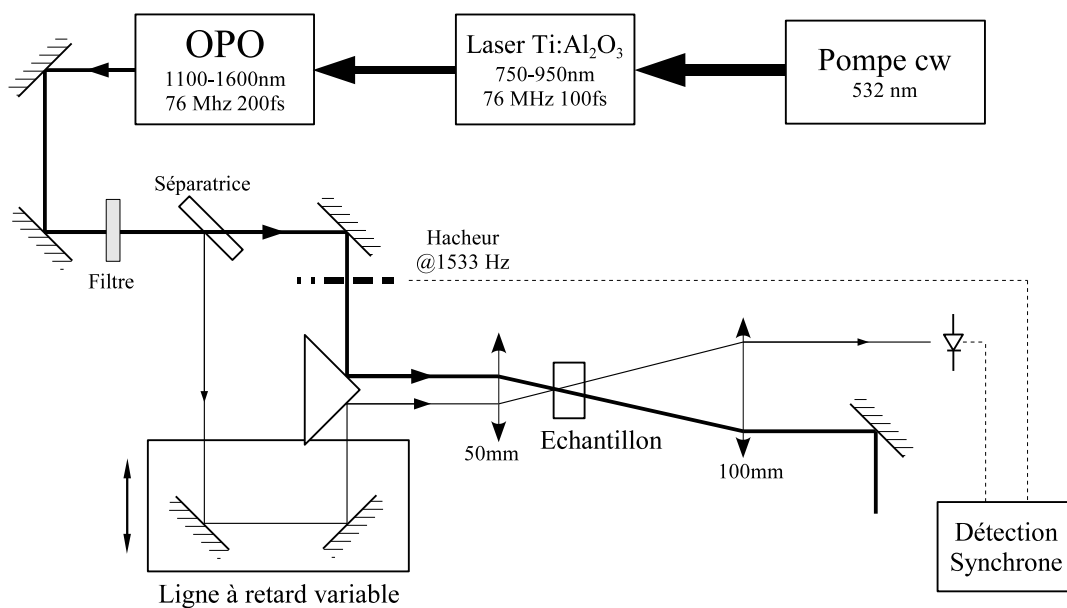 OPO
1100-1600nm
76 Mhz 200fs
Laser Ti:Al₂O₃
750-950nm
76 MHz 100fs
Pompe cw
532 nm
Séparatrice
Filtre
Hacheur
@1533 Hz
50mm
Echantillon
100mm
Ligne à retard variable
Détection
Synchrone